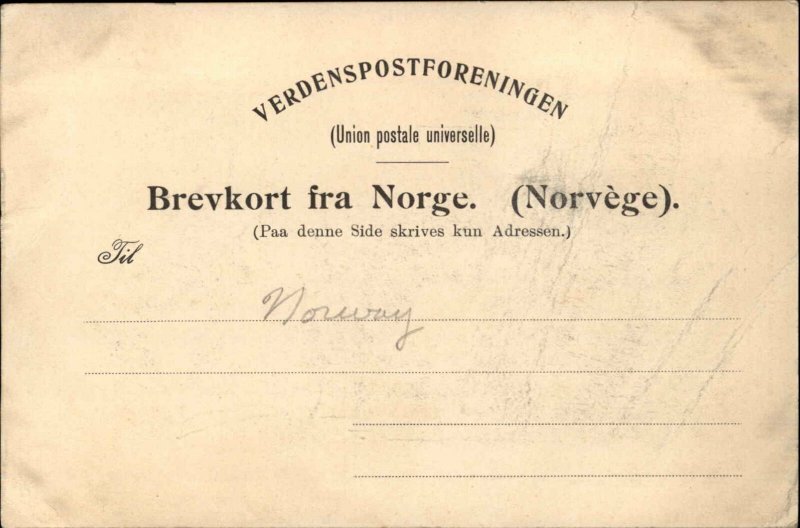 VERDENSPOSTFORENINGEN
(Union postale universelle)
Brevkort fra Norge. (Norvège).
(Paa denne Side skrives kun Adressen.)
Til
Norway